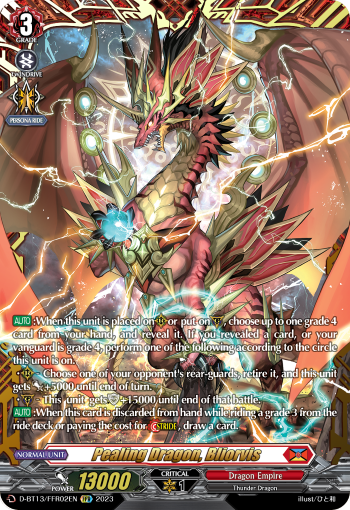 3
GRADE
TWINDRIVE
PERSONA RIDE
AUTO :When this unit is placed on or put on , choose up to one grade 4
card from your hand, and reveal it. If you revealed a card, or your
vanguard is grade 4, perform one of the following according to the circle
this unit is on.
• - Choose one of your opponent's rear-guards, retire it, and this unit
gets +5000 until end of turn.
• - This unit gets +15000 until end of that battle.
AUTO :When this card is discarded from hand while riding a grade 3 from the
ride deck or paying the cost for STRIDE , draw a card.
NORMAL UNIT
Pealing Dragon, Bliorvis
POWER 13000
CRITICAL
1
Dragon Empire
Thunder Dragon
D-BT13/FFR02EN FFR 2023
illust/ひと和